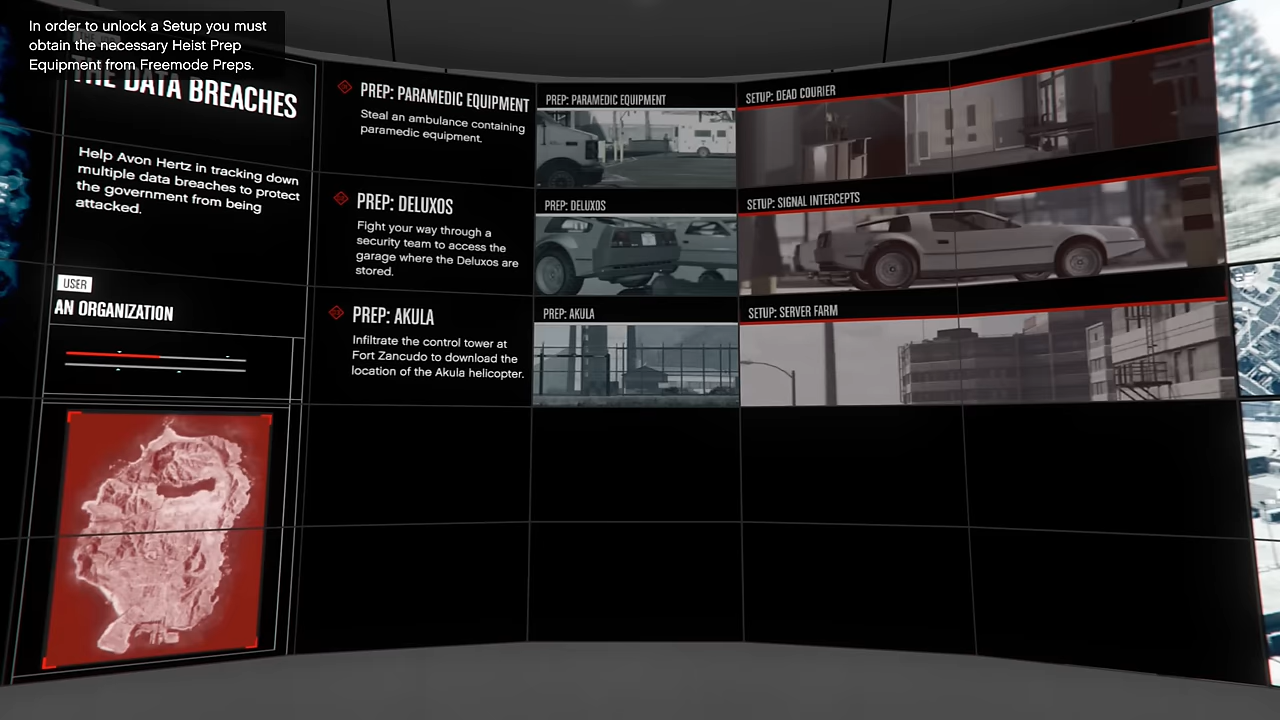 In order to unlock a Setup you must
obtain the necessary Heist Prep
Equipment from Freemode Preps.
THE DATA BREACHES
Help Avon Hertz in tracking down
multiple data breaches to protect
the government from being
attacked.
USER
AN ORGANIZATION
PREP: PARAMEDIC EQUIPMENT
Steal an ambulance containing
paramedic equipment.
PREP: DELUXOS
Fight your way through a
security team to access the
garage where the Deluxos are
stored.
PREP: AKULA
Infiltrate the control tower at
Fort Zancudo to download the
location of the Akula helicopter.
PREP: PARAMEDIC EQUIPMENT
PREP: DELUXOS
PREP: AKULA
SETUP: DEAD COURIER
SETUP: SIGNAL INTERCEPTS
SETUP: SERVER FARM